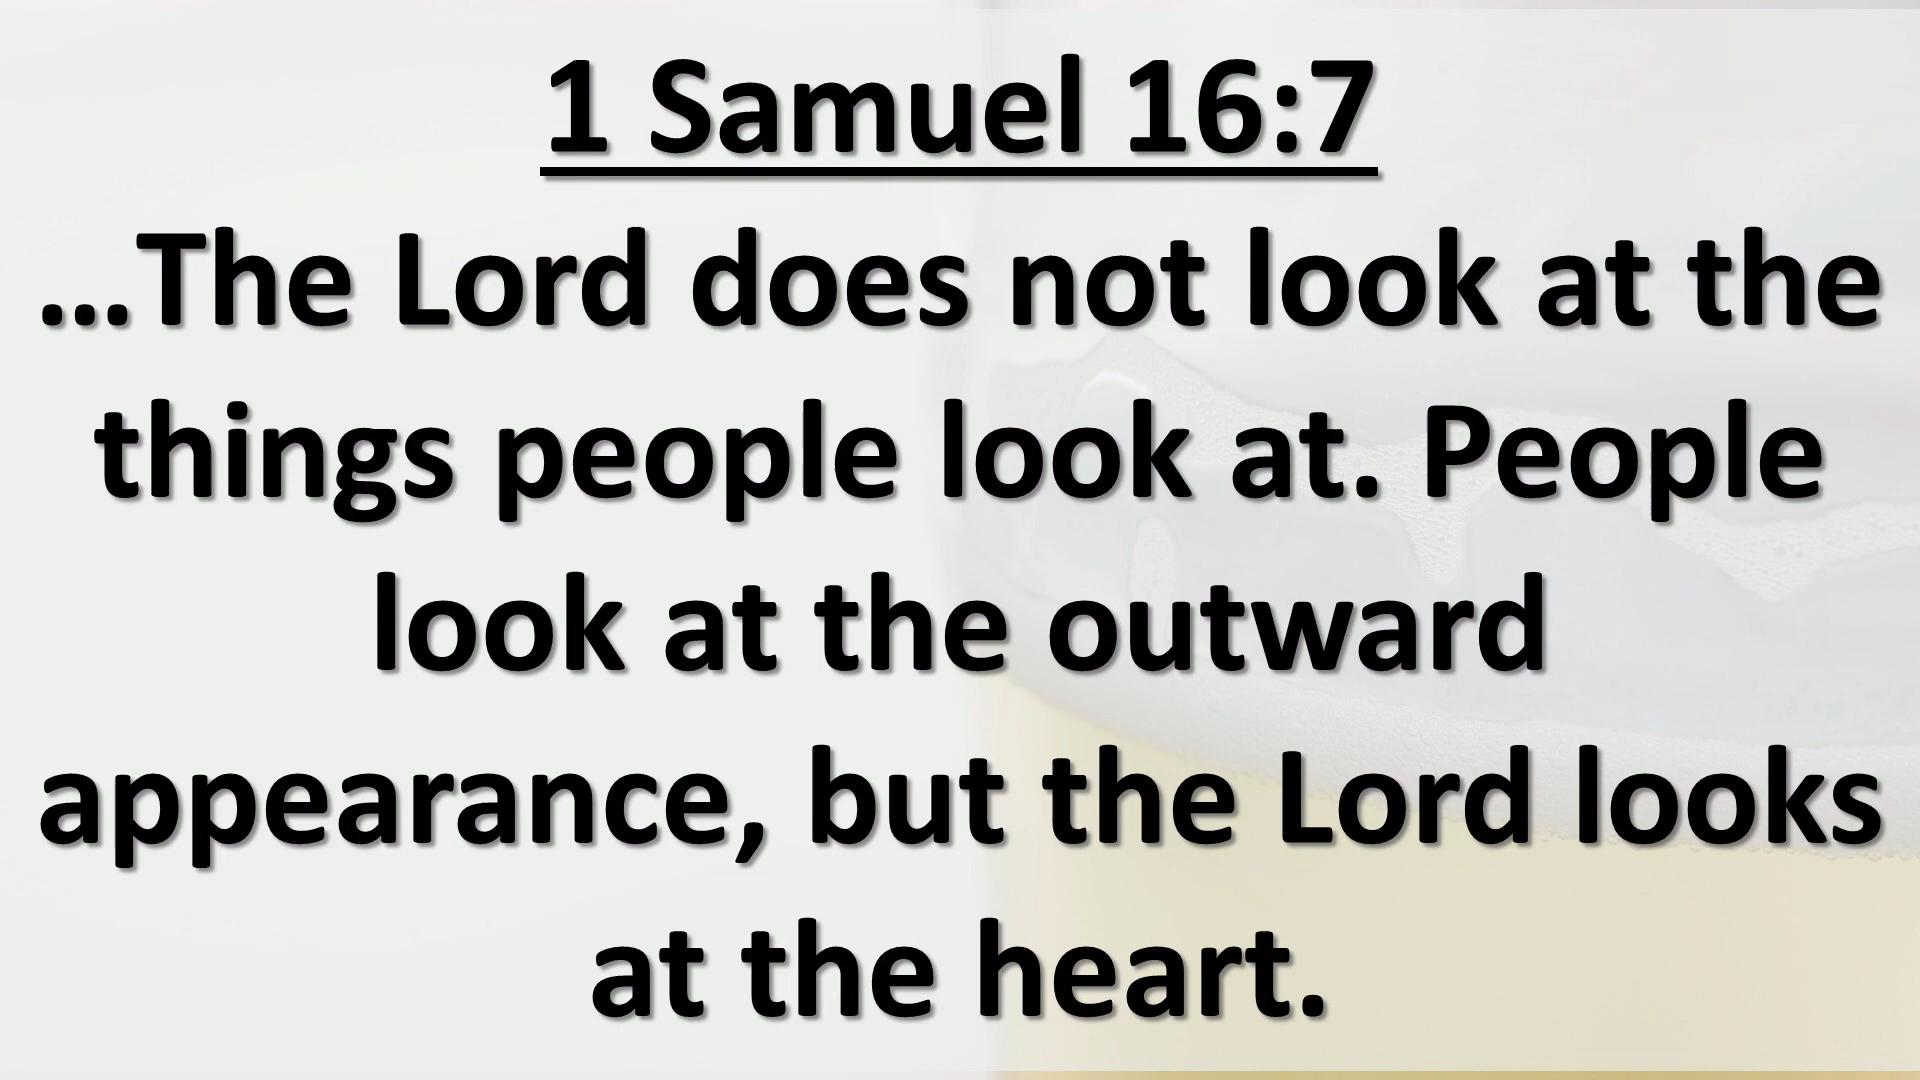 1 Samuel 16:7
…The Lord does not look at the
things people look at. People
look at the outward
appearance, but the Lord looks
at the heart.